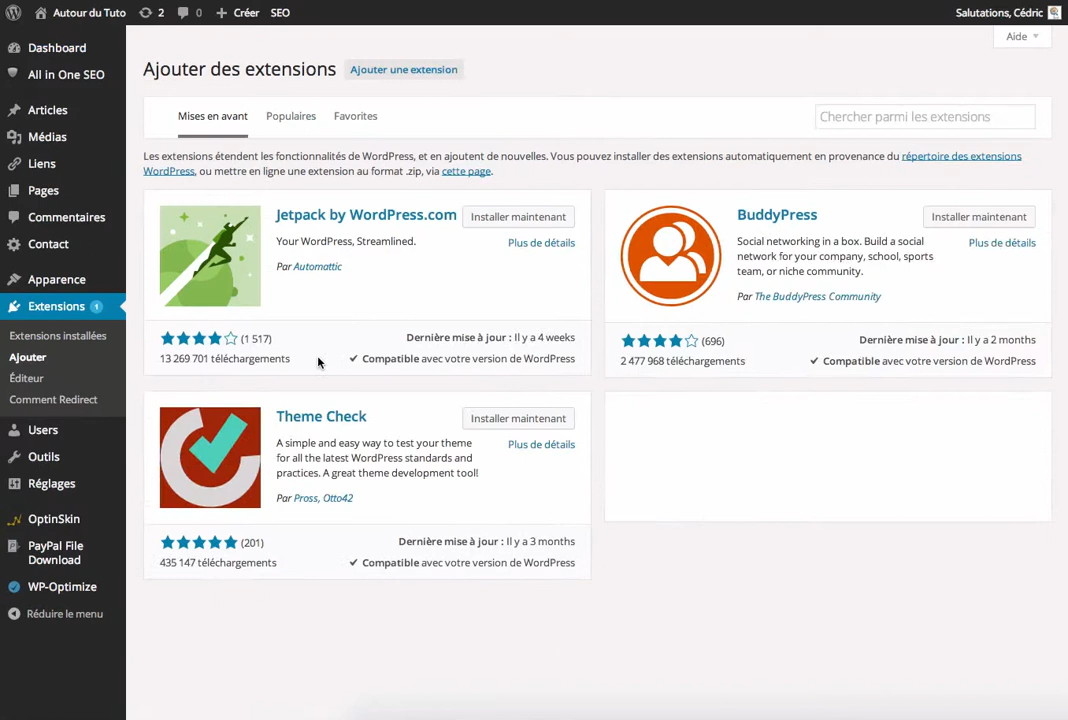 Autour du Tuto 2 0 Créer SEO Salutations, Cédric
Aide
Dashboard
All in One SEO
Articles
Médias
Liens
Pages
Commentaires
Contact
Apparence
Extensions 1
Extensions installées
Ajouter
Éditeur
Comment Redirect
Users
Outils
Réglages
OptinSkin
PayPal File
Download
WP-Optimize
Réduire le menu
Ajouter des extensions Ajouter une extension
Mises en avant Populaires Favorites Chercher parmi les extensions
Les extensions étendent les fonctionnalités de WordPress, et en ajoutent de nouvelles. Vous pouvez installer des extensions automatiquement en provenance du répertoire des extensions
WordPress, ou mettre en ligne une extension au format .zip, via cette page.
Jetpack by WordPress.com Installer maintenant
Your WordPress, Streamlined. Plus de détails
Par Automattic
(1 517) Dernière mise à jour : Il y a 4 weeks
13 269 701 téléchargements ✔ Compatible avec votre version de WordPress
BuddyPress Installer maintenant
Social networking in a box. Build a social Plus de détails
network for your company, school, sports
team, or niche community.
Par The BuddyPress Community
(696) Dernière mise à jour : Il y a 2 months
2 477 968 téléchargements ✔ Compatible avec votre version de WordPress
Theme Check Installer maintenant
A simple and easy way to test your theme Plus de détails
for all the latest WordPress standards and
practices. A great theme development tool!
Par Pross, Otto42
(201) Dernière mise à jour : Il y a 3 months
435 147 téléchargements ✔ Compatible avec votre version de WordPress